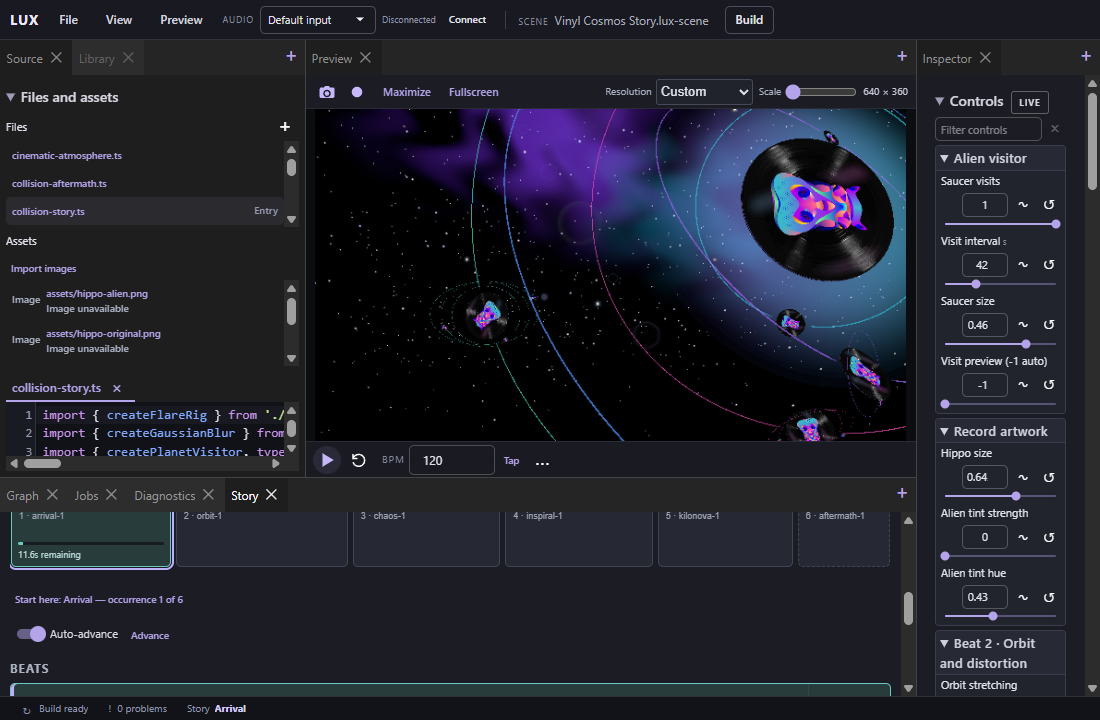 LUX File View Preview AUDIO Default input Disconnected Connect SCENE Vinyl Cosmos Story.lux-scene Build
Source Library +
Files and assets
Files +
cinematic-atmosphere.ts
collision-aftermath.ts
collision-story.ts Entry
Assets
Import images
Image assets/hippo-alien.png
Image unavailable
Image assets/hippo-original.png
Image unavailable
collision-story.ts
1 import { createFlareRig } from './
2 import { createGaussianBlur } from
3 import { createPlanetVisitor, type
Preview +
Maximize Fullscreen Resolution Custom Scale 640 × 360
BPM 120 Tap ...
Graph Jobs Diagnostics Story +
1 · arrival-1
11.6s remaining
2 · orbit-1
3 · chaos-1
4 · inspiral-1
5 · kilonova-1
6 · aftermath-1
Start here: Arrival — occurrence 1 of 6
Auto-advance Advance
BEATS
Inspector +
Controls LIVE
Filter controls
Alien visitor
Saucer visits
1
Visit interval s
42
Saucer size
0.46
Visit preview (-1 auto)
-1
Record artwork
Hippo size
0.64
Alien tint strength
0
Alien tint hue
0.43
Beat 2 · Orbit
and distortion
Orbit stretching
Build ready ! 0 problems Story Arrival